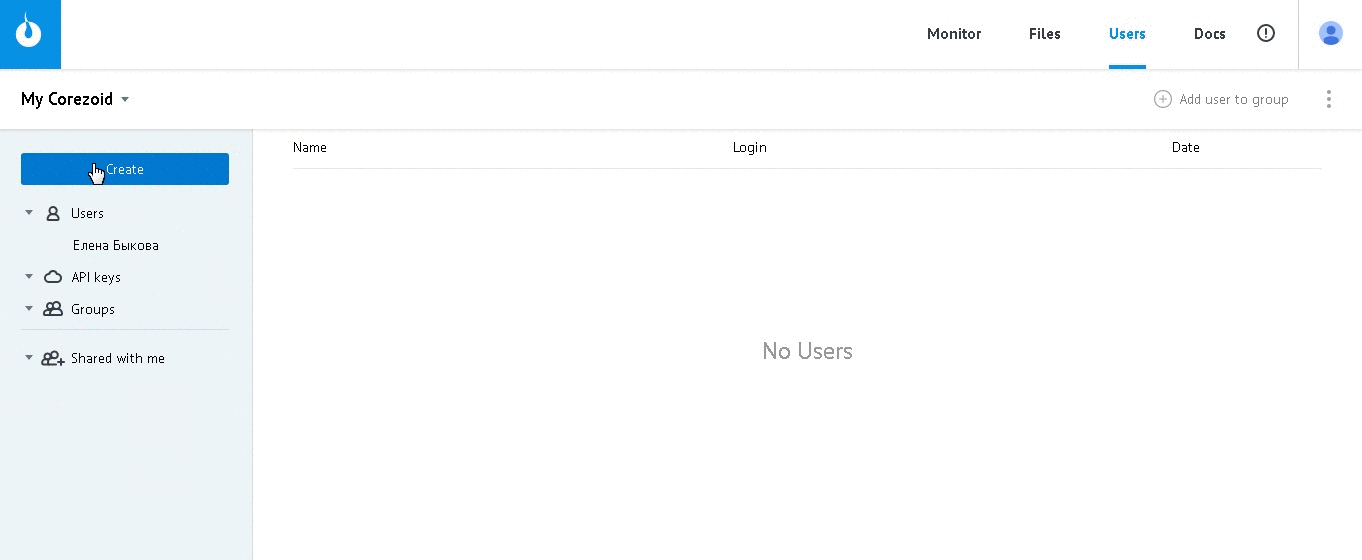 Monitor Files Users Docs
My Corezoid
Add user to group
Create
Users
Елена Быкова
API keys
Groups
Shared with me
Name Login Date
No Users